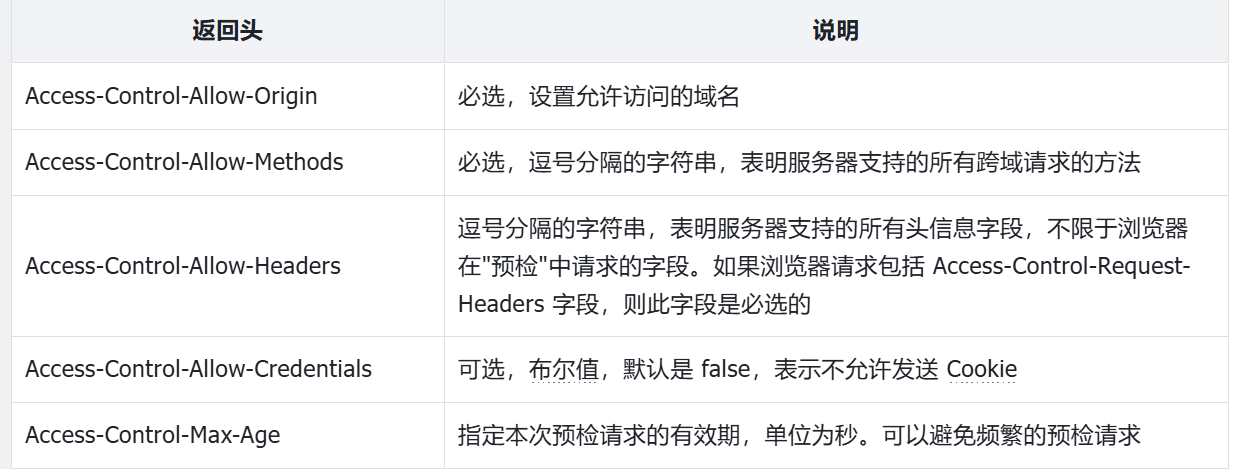 返回头
说明
Access-Control-Allow-Origin
必选，设置允许访问的域名
Access-Control-Allow-Methods
必选，逗号分隔的字符串，表明服务器支持的所有跨域请求的方法
Access-Control-Allow-Headers
逗号分隔的字符串，表明服务器支持的所有头信息字段，不限于浏览器
在"预检"中请求的字段。如果浏览器请求包括 Access-Control-Request-
Headers 字段，则此字段是必选的
Access-Control-Allow-Credentials
可选，布尔值，默认是 false，表示不允许发送 Cookie
Access-Control-Max-Age
指定本次预检请求的有效期，单位为秒。可以避免频繁的预检请求